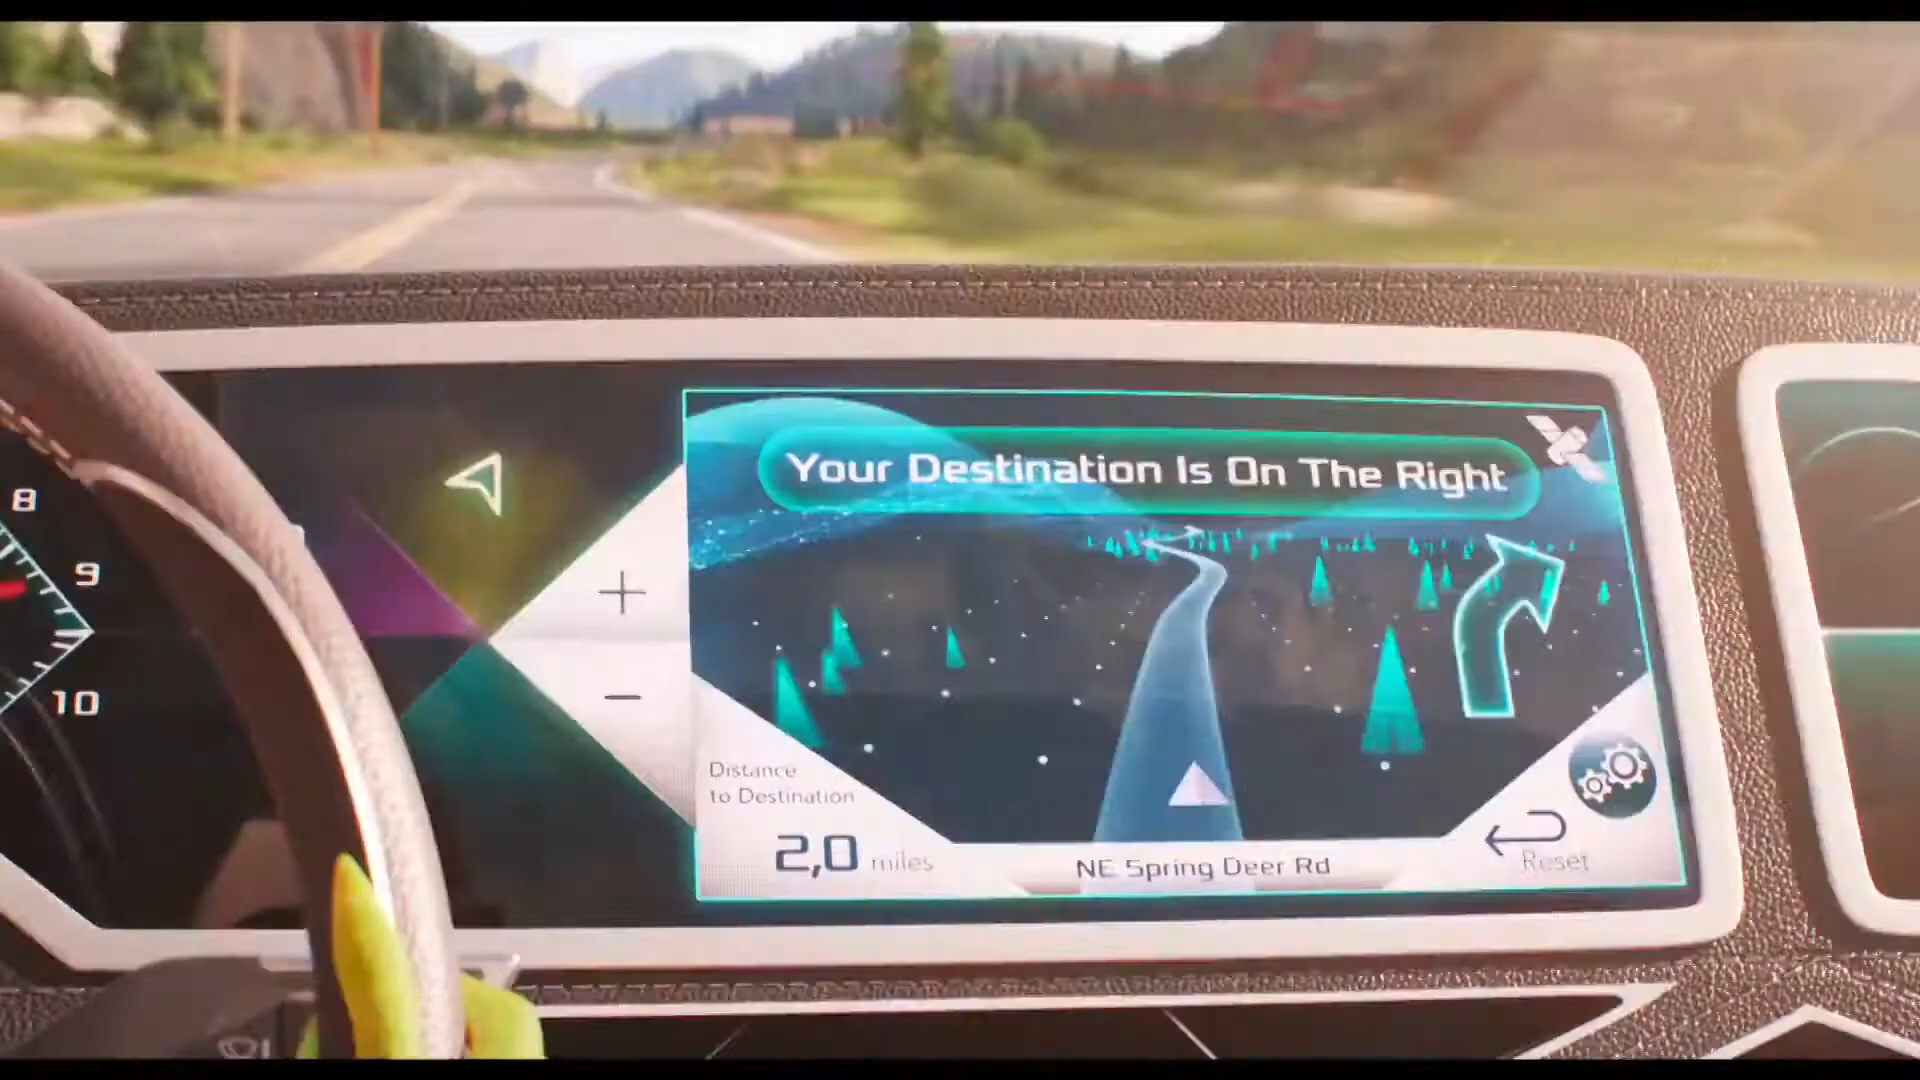 Your Destination Is On The Right
8
9
10
+
−
Distance
to Destination
2,0 miles
NE Spring Deer Rd
Reset